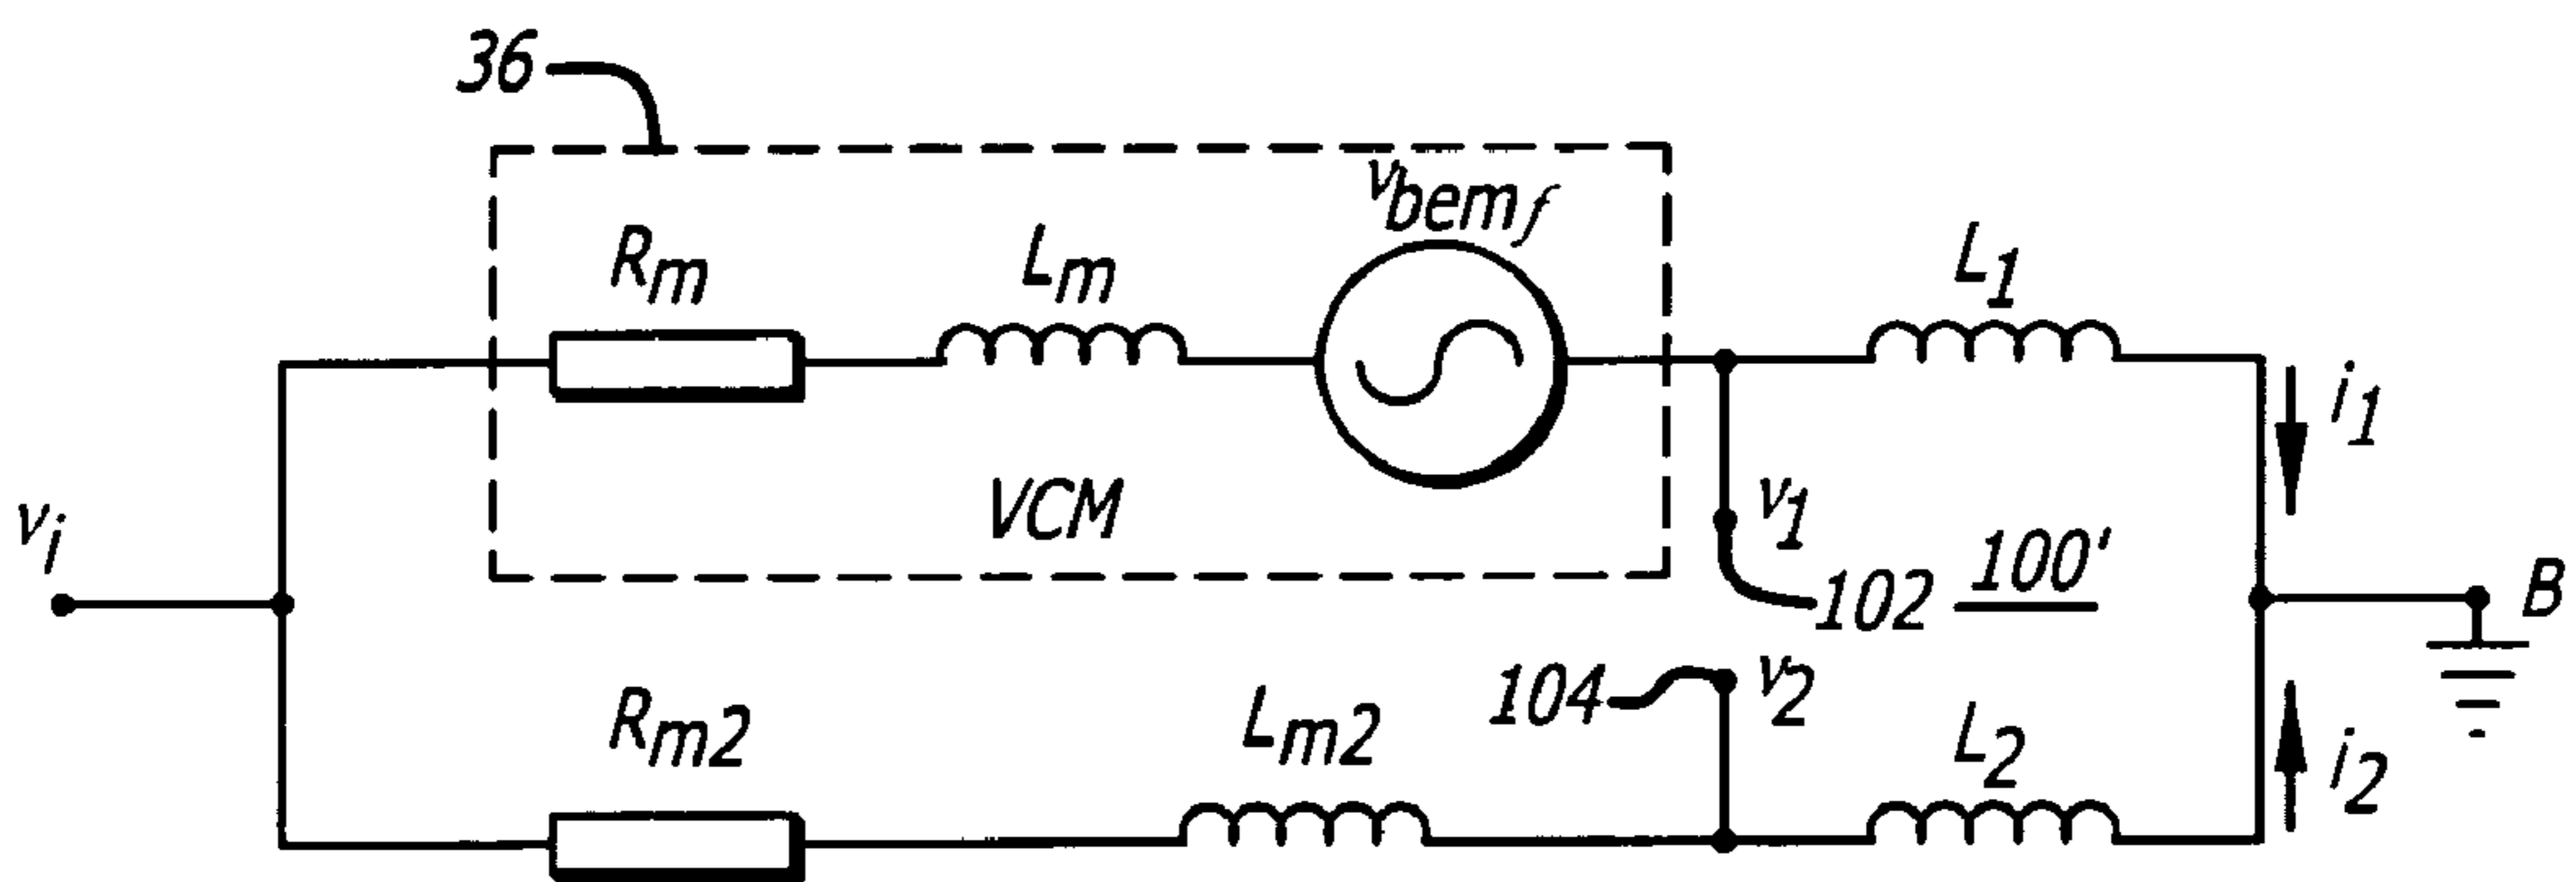 36
v_bemf
R_m
L_m
L_1
i_1
VCM
v_1
v_i
102
100'
B
104
v_2
R_m2
L_m2
L_2
i_2